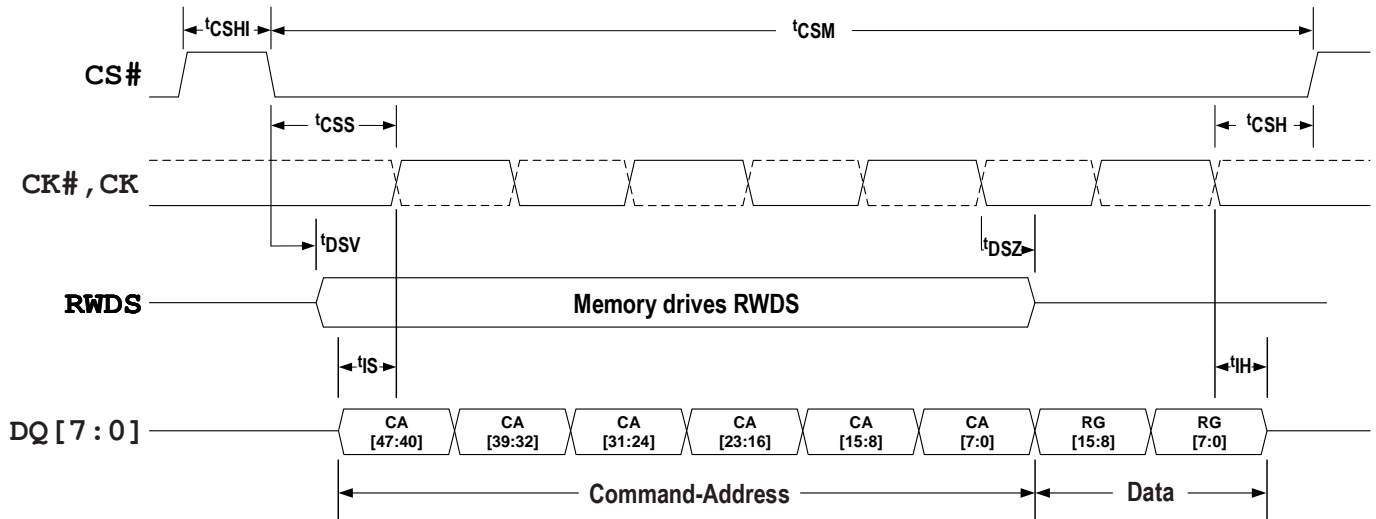 tCSHI
tCSM
CS#
tCSS
tCSH
CK#,CK
tDSV
tDSZ
RWDS
Memory drives RWDS
tIS
tIH
DQ[7:0]
CA [47:40]
CA [39:32]
CA [31:24]
CA [23:16]
CA [15:8]
CA [7:0]
RG [15:8]
RG [7:0]
Command-Address
Data